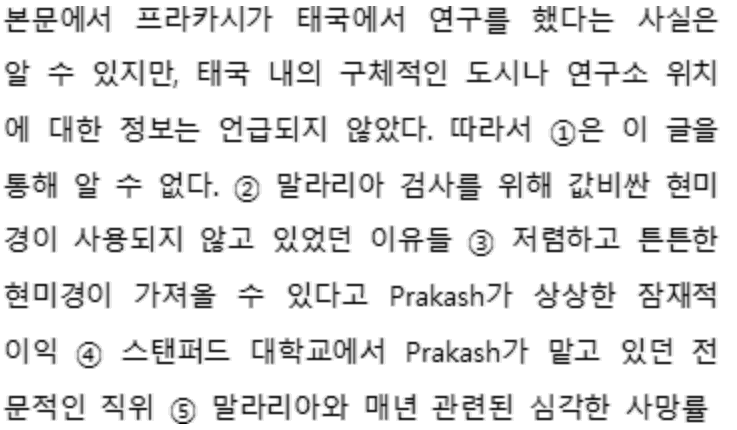 본문에서 프라카시가 태국에서 연구를 했다는 사실은
알 수 있지만, 태국 내의 구체적인 도시나 연구소 위치
에 대한 정보는 언급되지 않았다. 따라서 ①은 이 글을
통해 알 수 없다. ② 말라리아 검사를 위해 값비싼 현미
경이 사용되지 않고 있었던 이유들 ③ 저렴하고 튼튼한
현미경이 가져올 수 있다고 Prakash가 상상한 잠재적
이익 ④ 스탠퍼드 대학교에서 Prakash가 맡고 있던 전
문적인 직위 ⑤ 말라리아와 매년 관련된 심각한 사망률